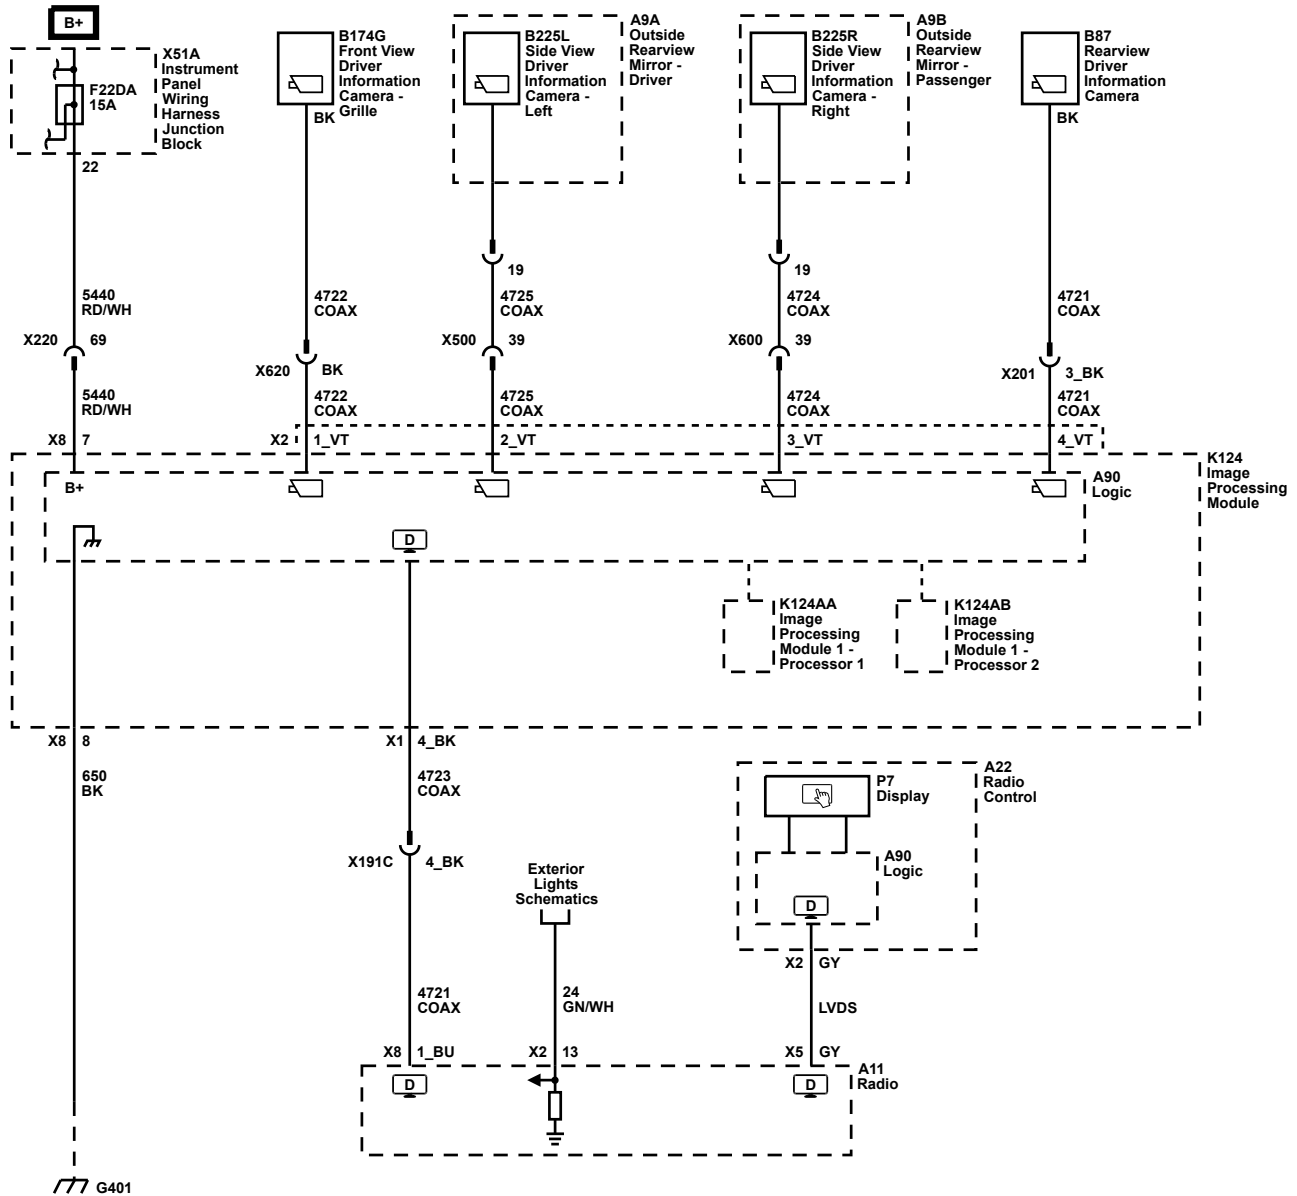 B+
X51A
Instrument
Panel
Wiring
Harness
Junction
Block
F22DA
15A
22
B174G
Front View
Driver
Information
Camera -
Grille
BK
B225L
Side View
Driver
Information
Camera -
Left
A9A
Outside
Rearview
Mirror -
Driver
B225R
Side View
Driver
Information
Camera -
Right
A9B
Outside
Rearview
Mirror -
Passenger
B87
Rearview
Driver
Information
Camera
BK
19
19
5440
RD/WH
4722
COAX
4725
COAX
4724
COAX
4721
COAX
X220 69
X620 BK
X500 39
X600 39
X201 3_BK
5440
RD/WH
4722
COAX
4725
COAX
4724
COAX
4721
COAX
X8 7
X2 1_VT
2_VT
3_VT
4_VT
K124
Image
Processing
Module
B+
A90
Logic
D
K124AA
Image
Processing
Module 1 -
Processor 1
K124AB
Image
Processing
Module 1 -
Processor 2
X8 8
X1 4_BK
650
BK
4723
COAX
X191C 4_BK
P7
Display
A22
Radio
Control
A90
Logic
D
Exterior
Lights
Schematics
X2 GY
4721
COAX
24
GN/WH
LVDS
X8 1_BU
X2 13
X5 GY
A11
Radio
D
D
G401